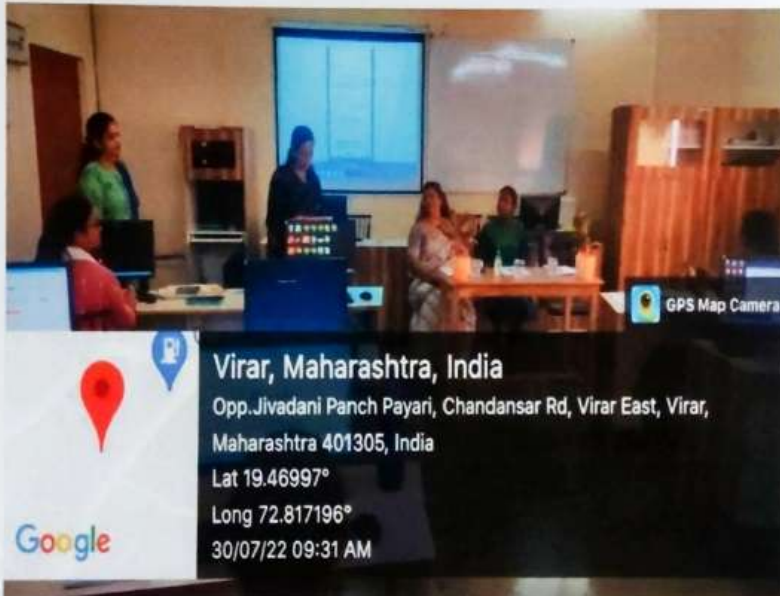 GPS Map Camera
Virar, Maharashtra, India
Opp.Jivadani Panch Payari, Chandansar Rd, Virar East, Virar,
Maharashtra 401305, India
Lat 19.46997°
Long 72.817196°
30/07/22 09:31 AM
Google